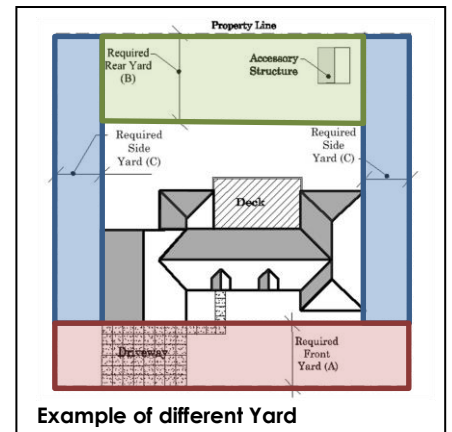 Property Line
Required
Rear Yard
(B)
Accessory
Structure
Required
Side
Yard (C)
Required
Side
Yard (C)
Deck
Driveway
Required
Front
Yard (A)
Example of different Yard